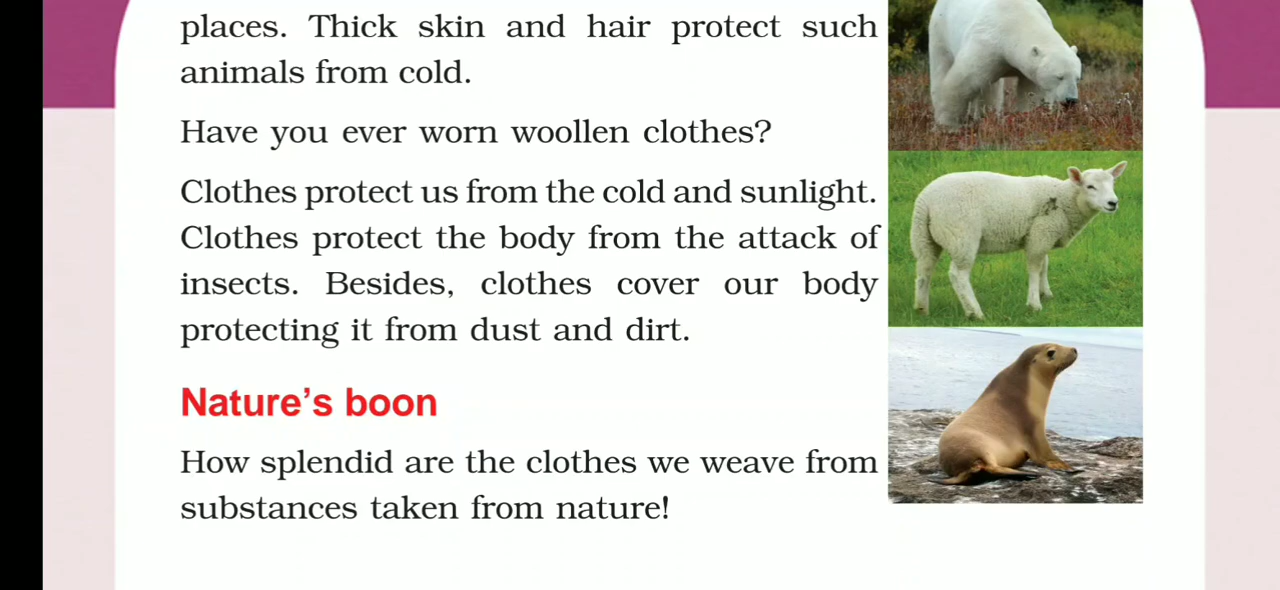 places. Thick skin and hair protect such
animals from cold.
Have you ever worn woollen clothes?
Clothes protect us from the cold and sunlight.
Clothes protect the body from the attack of
insects. Besides, clothes cover our body
protecting it from dust and dirt.
Nature's boon
How splendid are the clothes we weave from
substances taken from nature!